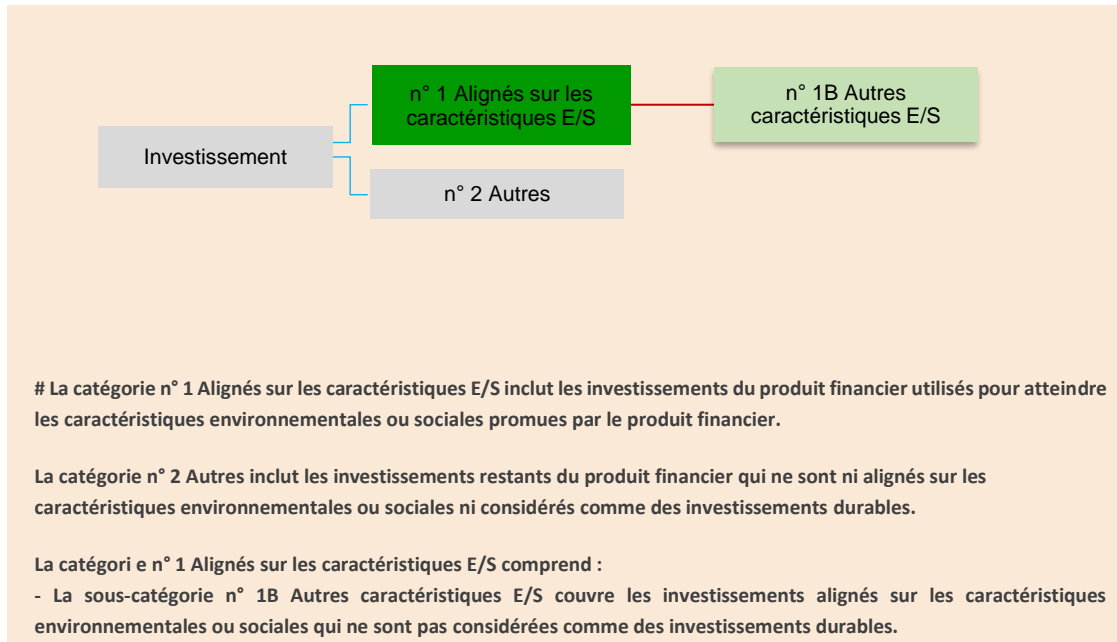 n° 1 Alignés sur les
caractéristiques E/S
n° 1B Autres
caractéristiques E/S
Investissement
n° 2 Autres
# La catégorie n° 1 Alignés sur les caractéristiques E/S inclut les investissements du produit financier utilisés pour atteindre
les caractéristiques environnementales ou sociales promues par le produit financier.
La catégorie n° 2 Autres inclut les investissements restants du produit financier qui ne sont ni alignés sur les
caractéristiques environnementales ou sociales ni considérés comme des investissements durables.
La catégori e n° 1 Alignés sur les caractéristiques E/S comprend :
- La sous-catégorie n° 1B Autres caractéristiques E/S couvre les investissements alignés sur les caractéristiques
environnementales ou sociales qui ne sont pas considérées comme des investissements durables.